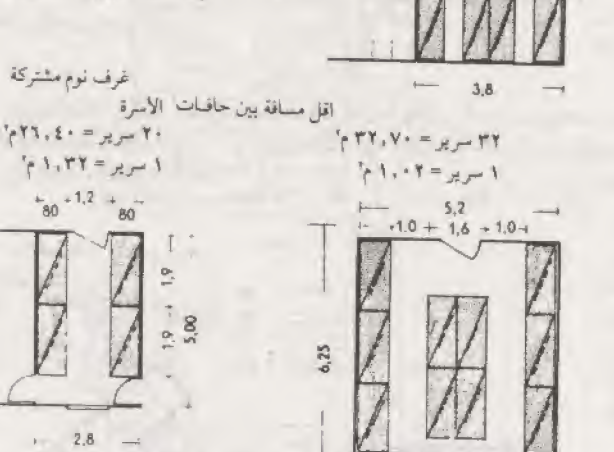 3,8
غرف نوم مشتركة
اقل مسافة بين حافات الأسرة
٢٠ سرير = ٢٦,٤٠ م٢
١ سرير = ١,٣٢ م٢
80 1,2 80
1,9
1,9
5,00
2,8
٣٢ سرير = ٣٢,٧٠ م٢
١ سرير = ١,٠٢ م٢
5,2
1.0 + 1,6 + 1,0
6,25